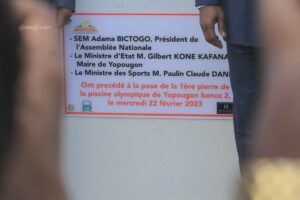 - SEM Adama BICTOGO, Président de
l'Assemblée Nationale
- Le Ministre d'Etat M. Gilbert KONE KAFANA
Maire de Yopougon
- Le Ministre des Sports M. Paulin Claude DAN
Ont procédé à la pose de la 1ère pierre de
la piscine olympique de Yopougon banco 2,
le mercredi 22 février 2023